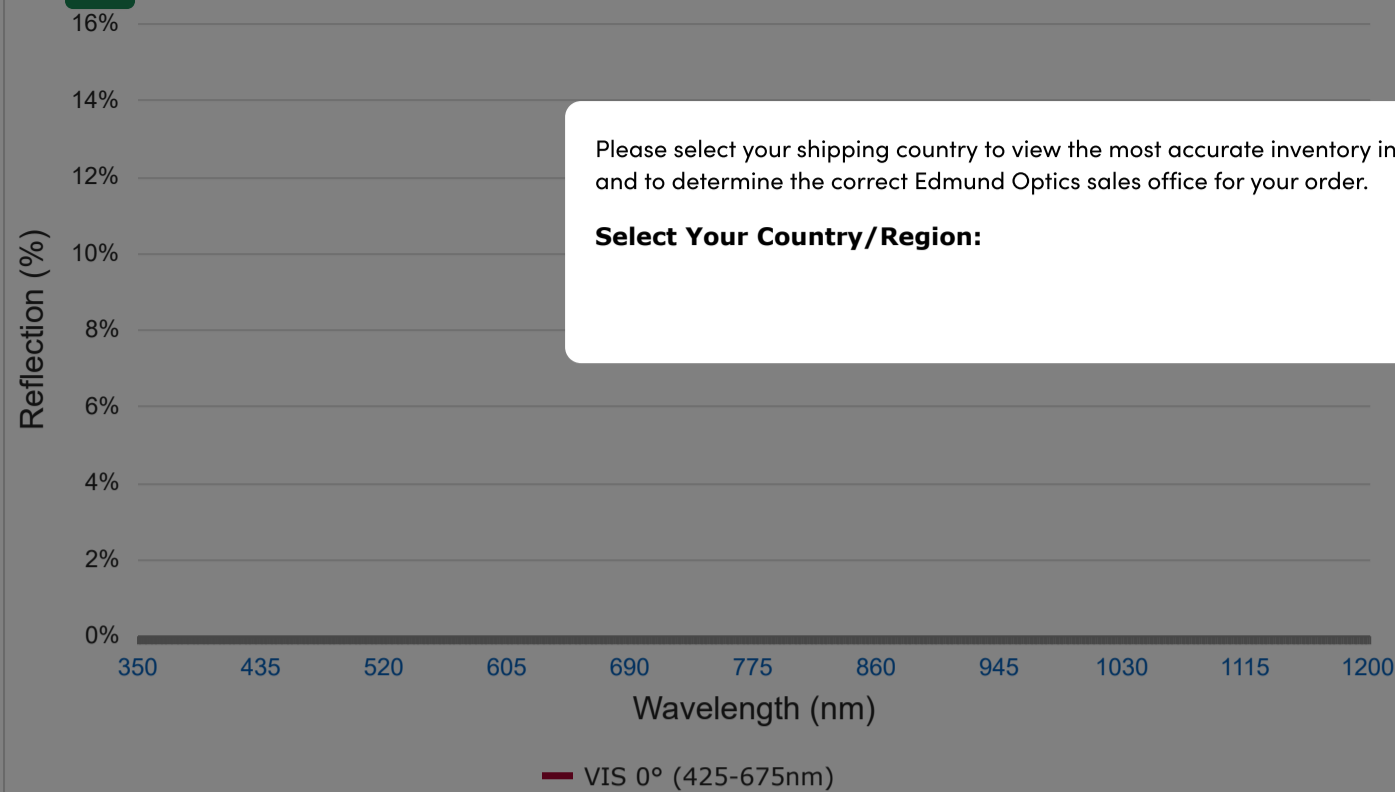 16%
14%
Please select your shipping country to view the most accurate inventory in
and to determine the correct Edmund Optics sales office for your order.
12%
Select Your Country/Region:
10%
8%
6%
4%
2%
0%
Reflection (%)
350 435 520 605 690 775 860 945 1030 1115 1200
Wavelength (nm)
VIS 0° (425-675nm)